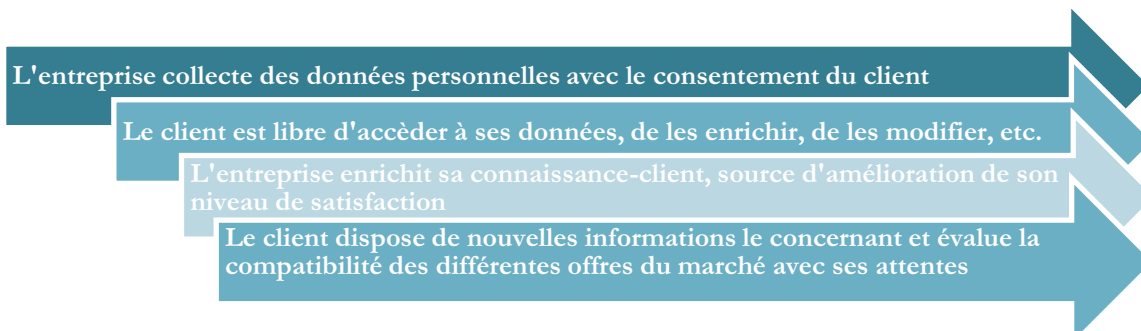 L'entreprise collecte des données personnelles avec le consentement du client
Le client est libre d'accèder à ses données, de les enrichir, de les modifier, etc.
L'entreprise enrichit sa connaissance-client, source d'amélioration de son
niveau de satisfaction
Le client dispose de nouvelles informations le concernant et évalue la
compatibilité des différentes offres du marché avec ses attentes